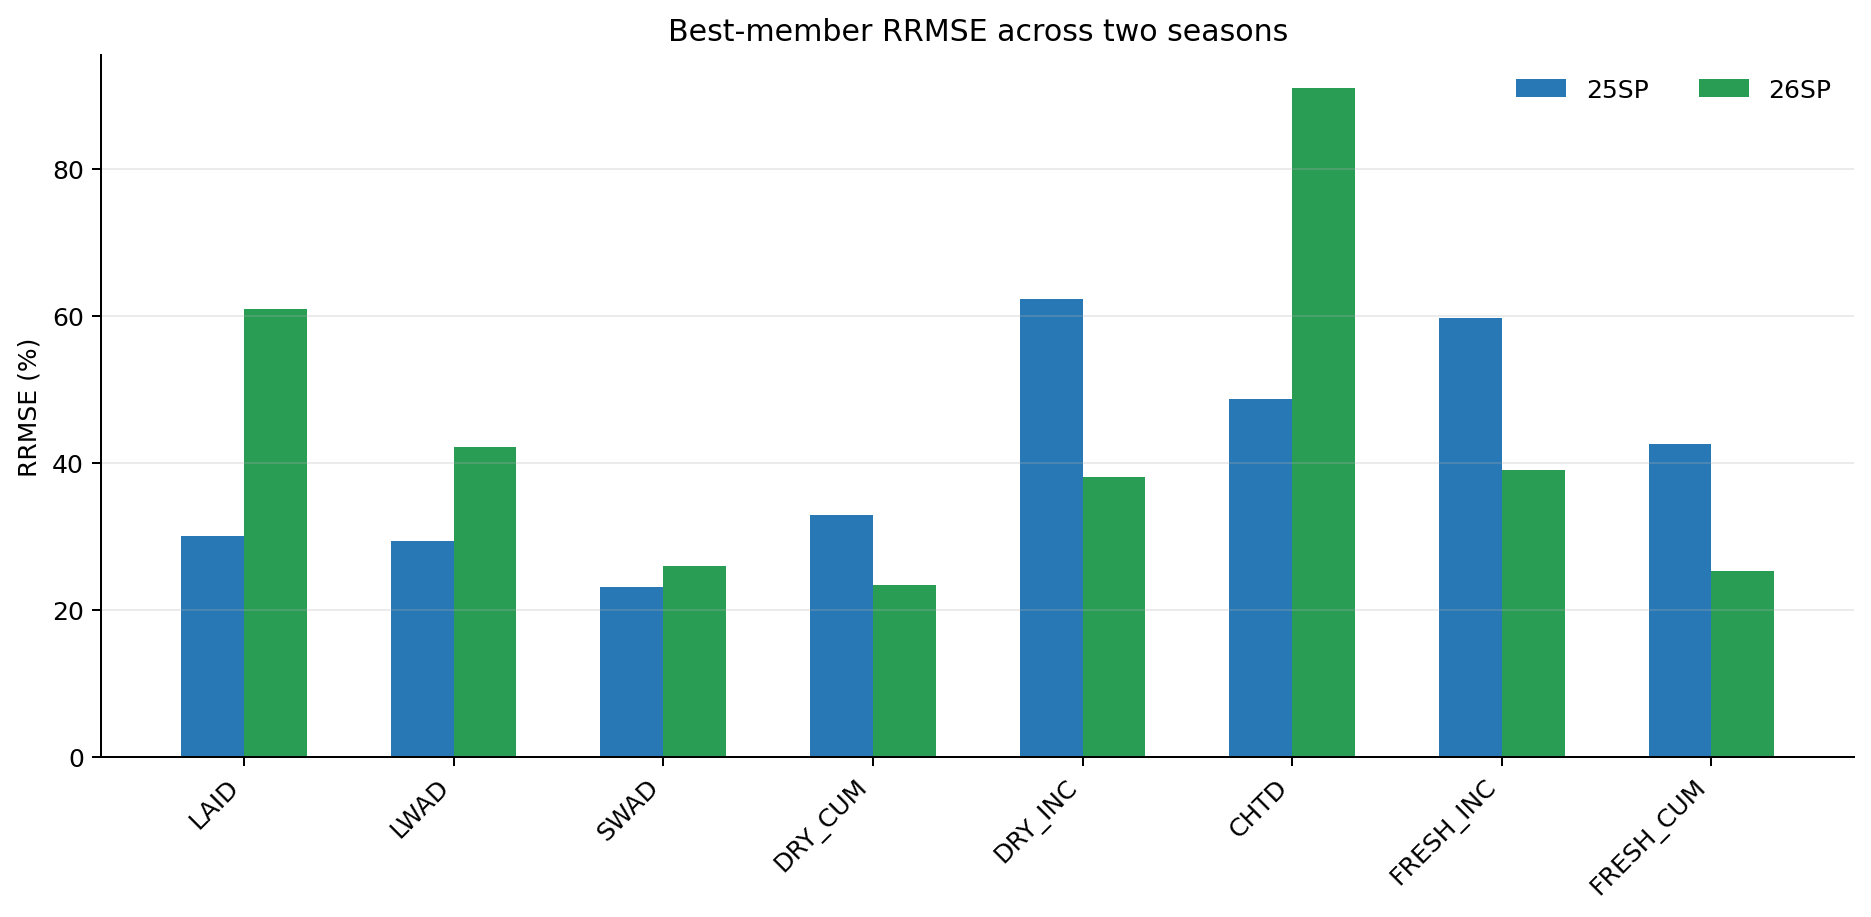 Best-member RRMSE across two seasons
25SP 26SP
RRMSE (%)
80
60
40
20
0
LAID LWAD SWAD DRY_CUM DRY_INC CHTD FRESH_INC FRESH_CUM